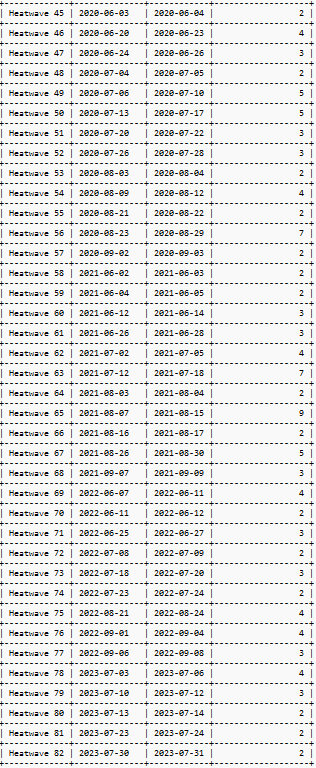 | Heatwave 45 | 2020-06-03 | 2020-06-04 | 2 |
| Heatwave 46 | 2020-06-20 | 2020-06-23 | 4 |
| Heatwave 47 | 2020-06-24 | 2020-06-26 | 3 |
| Heatwave 48 | 2020-07-04 | 2020-07-05 | 2 |
| Heatwave 49 | 2020-07-06 | 2020-07-10 | 5 |
| Heatwave 50 | 2020-07-13 | 2020-07-17 | 5 |
| Heatwave 51 | 2020-07-20 | 2020-07-22 | 3 |
| Heatwave 52 | 2020-07-26 | 2020-07-28 | 3 |
| Heatwave 53 | 2020-08-03 | 2020-08-04 | 2 |
| Heatwave 54 | 2020-08-09 | 2020-08-12 | 4 |
| Heatwave 55 | 2020-08-21 | 2020-08-22 | 2 |
| Heatwave 56 | 2020-08-23 | 2020-08-29 | 7 |
| Heatwave 57 | 2020-09-02 | 2020-09-03 | 2 |
| Heatwave 58 | 2021-06-02 | 2021-06-03 | 2 |
| Heatwave 59 | 2021-06-04 | 2021-06-05 | 2 |
| Heatwave 60 | 2021-06-12 | 2021-06-14 | 3 |
| Heatwave 61 | 2021-06-26 | 2021-06-28 | 3 |
| Heatwave 62 | 2021-07-02 | 2021-07-05 | 4 |
| Heatwave 63 | 2021-07-12 | 2021-07-18 | 7 |
| Heatwave 64 | 2021-08-03 | 2021-08-04 | 2 |
| Heatwave 65 | 2021-08-07 | 2021-08-15 | 9 |
| Heatwave 66 | 2021-08-16 | 2021-08-17 | 2 |
| Heatwave 67 | 2021-08-26 | 2021-08-30 | 5 |
| Heatwave 68 | 2021-09-07 | 2021-09-09 | 3 |
| Heatwave 69 | 2022-06-07 | 2022-06-11 | 4 |
| Heatwave 70 | 2022-06-11 | 2022-06-12 | 2 |
| Heatwave 71 | 2022-06-25 | 2022-06-27 | 3 |
| Heatwave 72 | 2022-07-08 | 2022-07-09 | 2 |
| Heatwave 73 | 2022-07-18 | 2022-07-20 | 3 |
| Heatwave 74 | 2022-07-23 | 2022-07-24 | 2 |
| Heatwave 75 | 2022-08-21 | 2022-08-24 | 4 |
| Heatwave 76 | 2022-09-01 | 2022-09-04 | 4 |
| Heatwave 77 | 2022-09-06 | 2022-09-08 | 3 |
| Heatwave 78 | 2023-07-03 | 2023-07-06 | 4 |
| Heatwave 79 | 2023-07-10 | 2023-07-12 | 3 |
| Heatwave 80 | 2023-07-13 | 2023-07-14 | 2 |
| Heatwave 81 | 2023-07-23 | 2023-07-24 | 2 |
| Heatwave 82 | 2023-07-30 | 2023-07-31 | 2 |